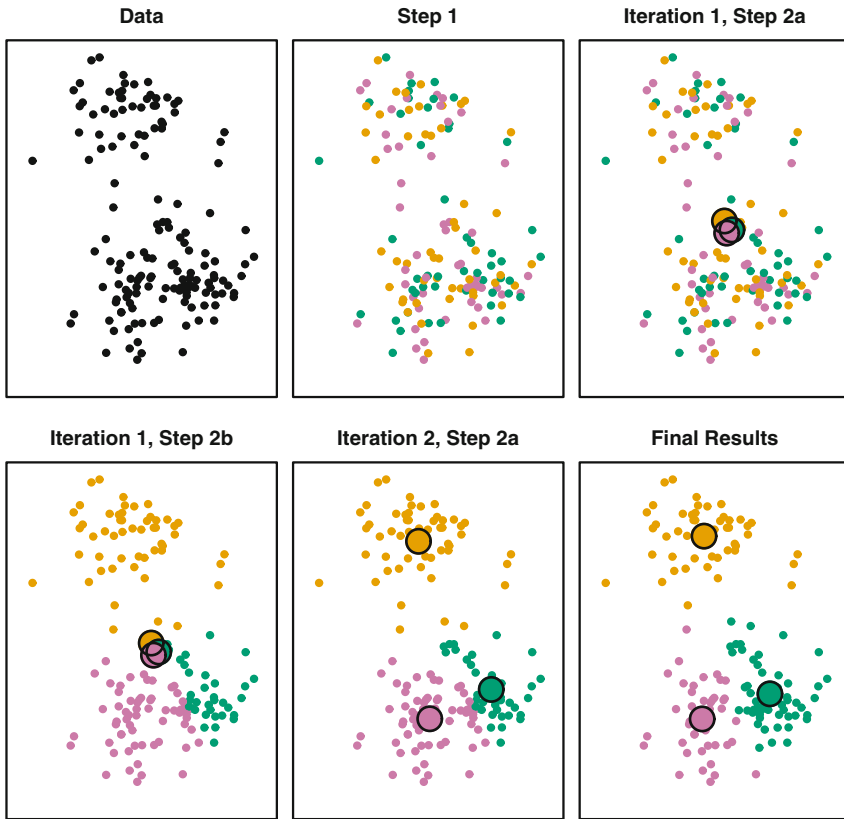 Data
Step 1
Iteration 1, Step 2a
Iteration 1, Step 2b
Iteration 2, Step 2a
Final Results